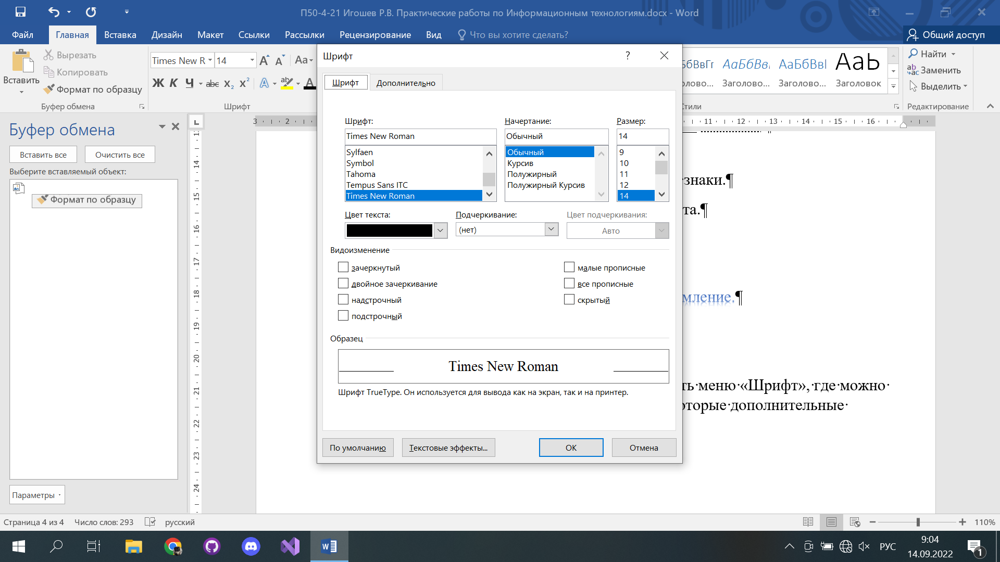 П50-4-21 Игошев Р.В. Практические работы по Информационным технологиям.docx - Word
Файл
Главная
Вставка
Дизайн
Макет
Ссылки
Рассылки
Рецензирование
Вид
Что вы хотите сделать?
Общий доступ
Вставить
Вырезать
Копировать
Формат по образцу
Буфер обмена
Times New R
14
Aa
Ж К Ч abc x₂ x²
Шрифт
АаБбВвІ
АаБбВвІ
АаЬ
Заголово...
Заголово...
Заголовок
Найти
Заменить
Выделить
Редактирование
Буфер обмена
Вставить все
Очистить все
Выберите вставляемый объект:
Формат по образцу
Параметры
3 2
11 12 13 14 15 16
14
15
16
17
18
19
20
21
22
23
24
Шрифт
?
Шрифт
Дополнительно
Шрифт:
Начертание:
Размер:
Times New Roman
Обычный
14
Sylfaen
Symbol
Tahoma
Tempus Sans ITC
Times New Roman
Обычный
Курсив
Полужирный
Полужирный Курсив
9
10
11
12
14
Цвет текста:
Подчеркивание:
Цвет подчеркивания:
(нет)
Авто
Видоизменение
зачеркнутый
двойное зачеркивание
надстрочный
подстрочный
малые прописные
все прописные
скрытый
Образец
Times New Roman
Шрифт TrueType. Он используется для вывода как на экран, так и на принтер.
По умолчанию
Текстовые эффекты...
ОК
Отмена
знаки.¶
та.¶
мление.¶
ть·меню·«Шрифт»,·где·можно·
оторые·дополнительные·
Страница 4 из 4
Число слов: 293
русский
110%
РУС
9:04
14.09.2022
1